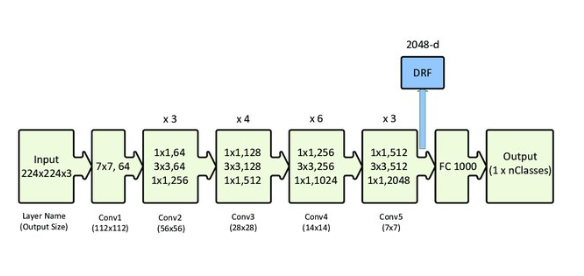 2048-d
DRF
x 3
x 4
x 6
x 3
Input
224x224x3
7x7, 64
1x1,64
3x3,64
1x1,256
1x1,128
3x3,128
1x1,512
1x1,256
3x3,256
1x1,1024
1x1,512
3x3,512
1x1,2048
FC 1000
Output
(1 x nClasses)
Layer Name
(Output Size)
Conv1
(112x112)
Conv2
(56x56)
Conv3
(28x28)
Conv4
(14x14)
Conv5
(7x7)